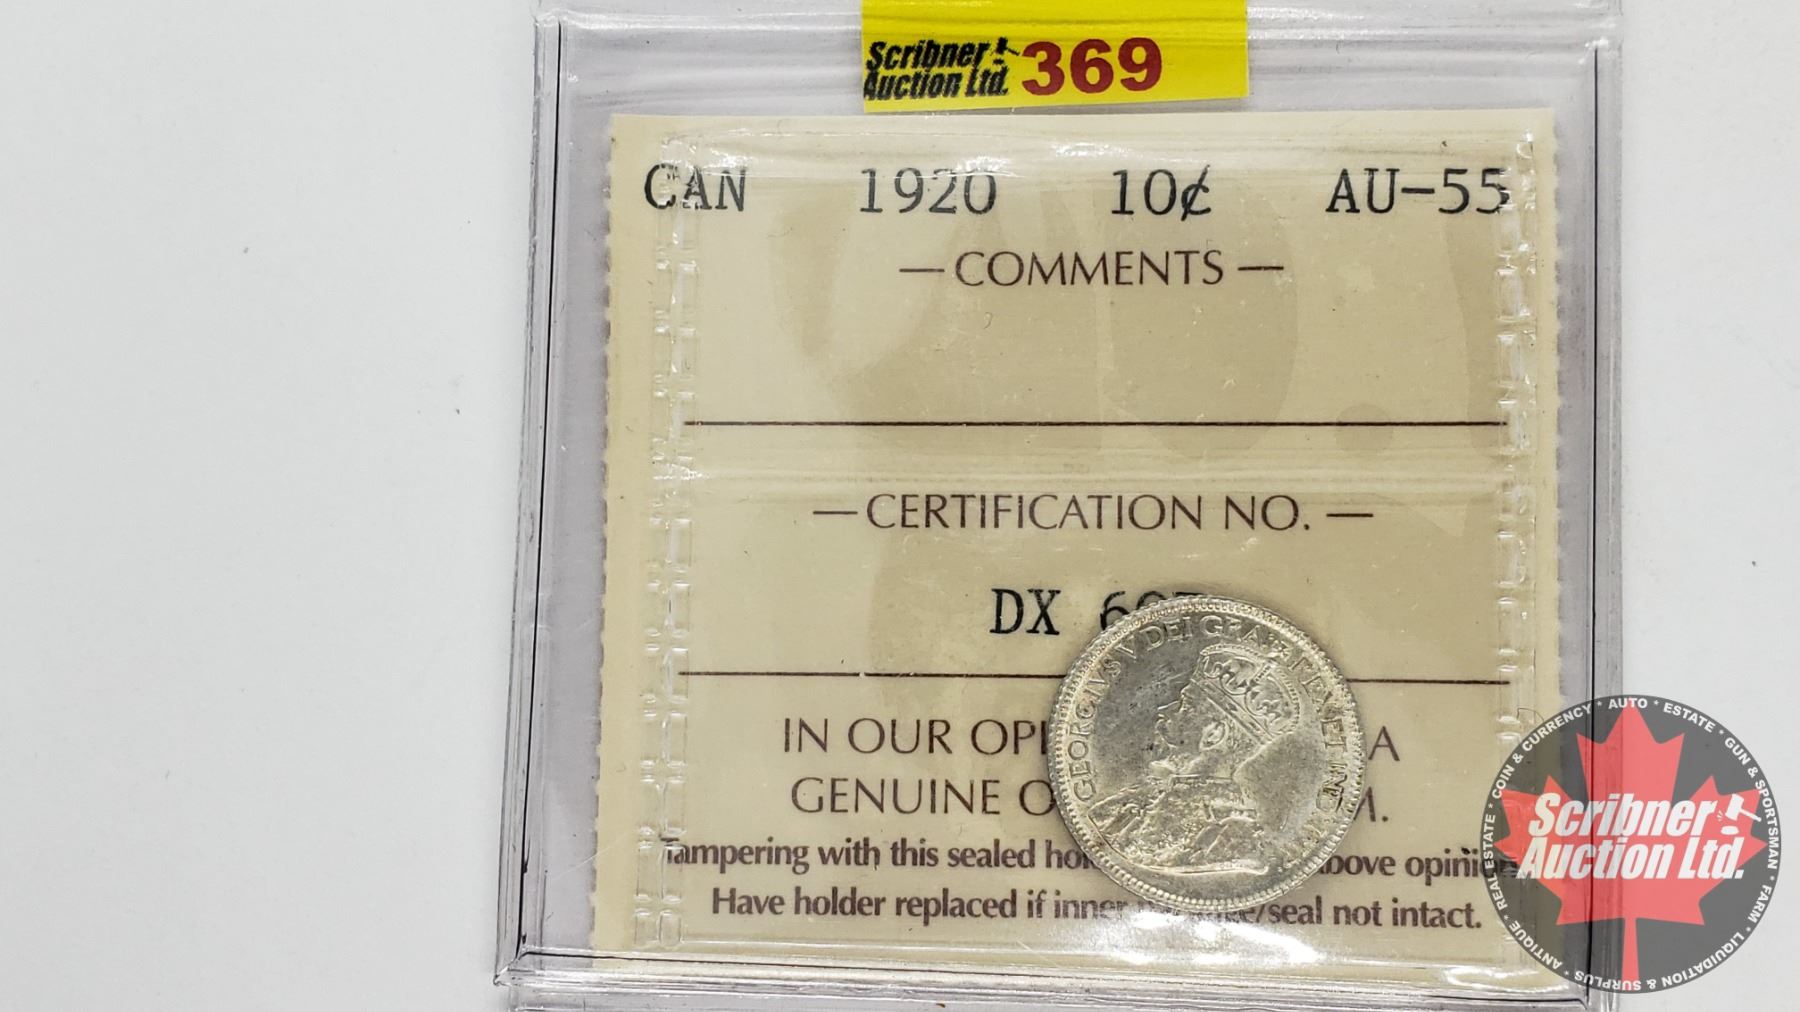 Scribner
Auction Ltd. 369
CAN 1920 10¢ AU-55
— COMMENTS —
— CERTIFICATION NO. —
DX
IN OUR A
GENUINE
Tampering with this sealed above opinion
Have holder replaced if inner seal not intact.
GEORGIVS V DEI GRA:
REAL ESTATE * COIN & CURRENCY * AUTO * ESTATE * GUN & SPORTSMAN * FARM * LIQUIDATION & SURPLUS * ANTIQUE *
Scribner
Auction Ltd.